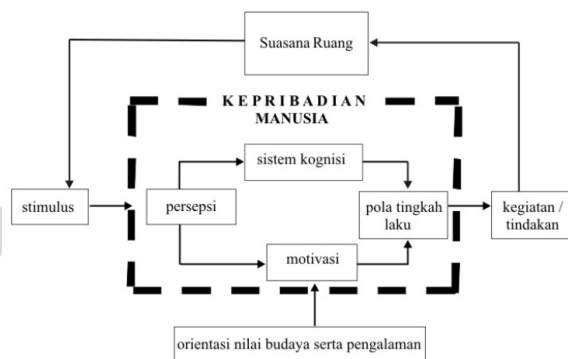 Suasana Ruang
K E P R I B A D I A N
MANUSIA
sistem kognisi
stimulus
persepsi
pola tingkah
laku
kegiatan /
tindakan
motivasi
orientasi nilai budaya serta pengalaman